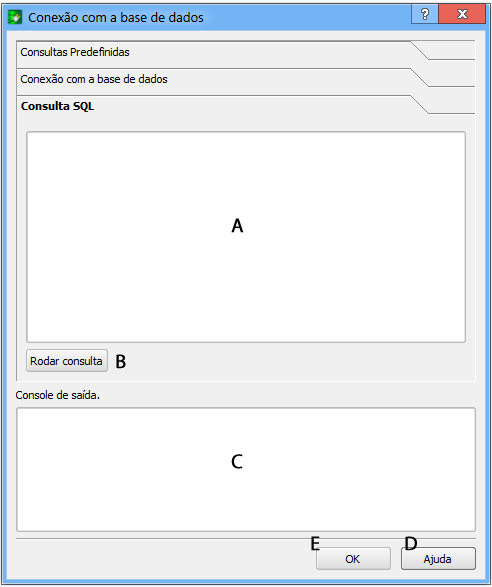 Conexão com a base de dados
? x
Consultas Predefinidas
Conexão com a base de dados
Consulta SQL
A
Rodar consulta B
Console de saída.
C
E OK D Ajuda